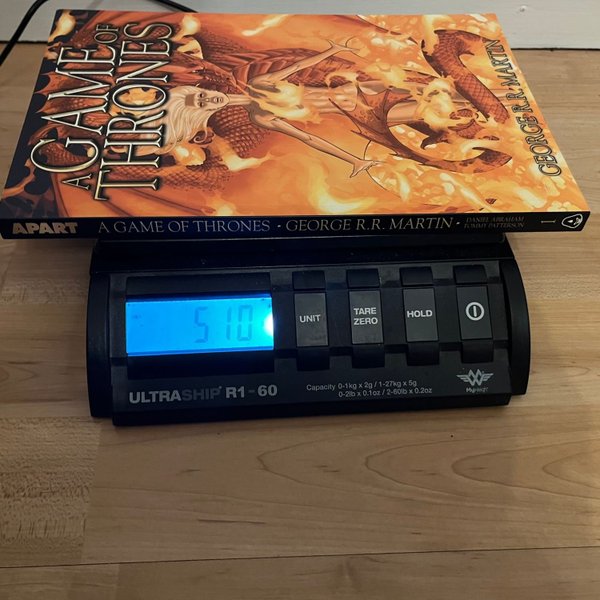 A GAME OF
THRONES
GEORGE R.R. MARTIN
APART A GAME OF THRONES · GEORGE R.R. MARTIN · DANIEL ABRAHAM
TOMMY PATTERSON 1
510
UNIT
TARE
ZERO
HOLD
ULTRASHIP R1-60
Capacity 0-1kg x 2g / 1-27kg x 5g
0-2lb x 0.1oz / 2-60lb x 0.2oz